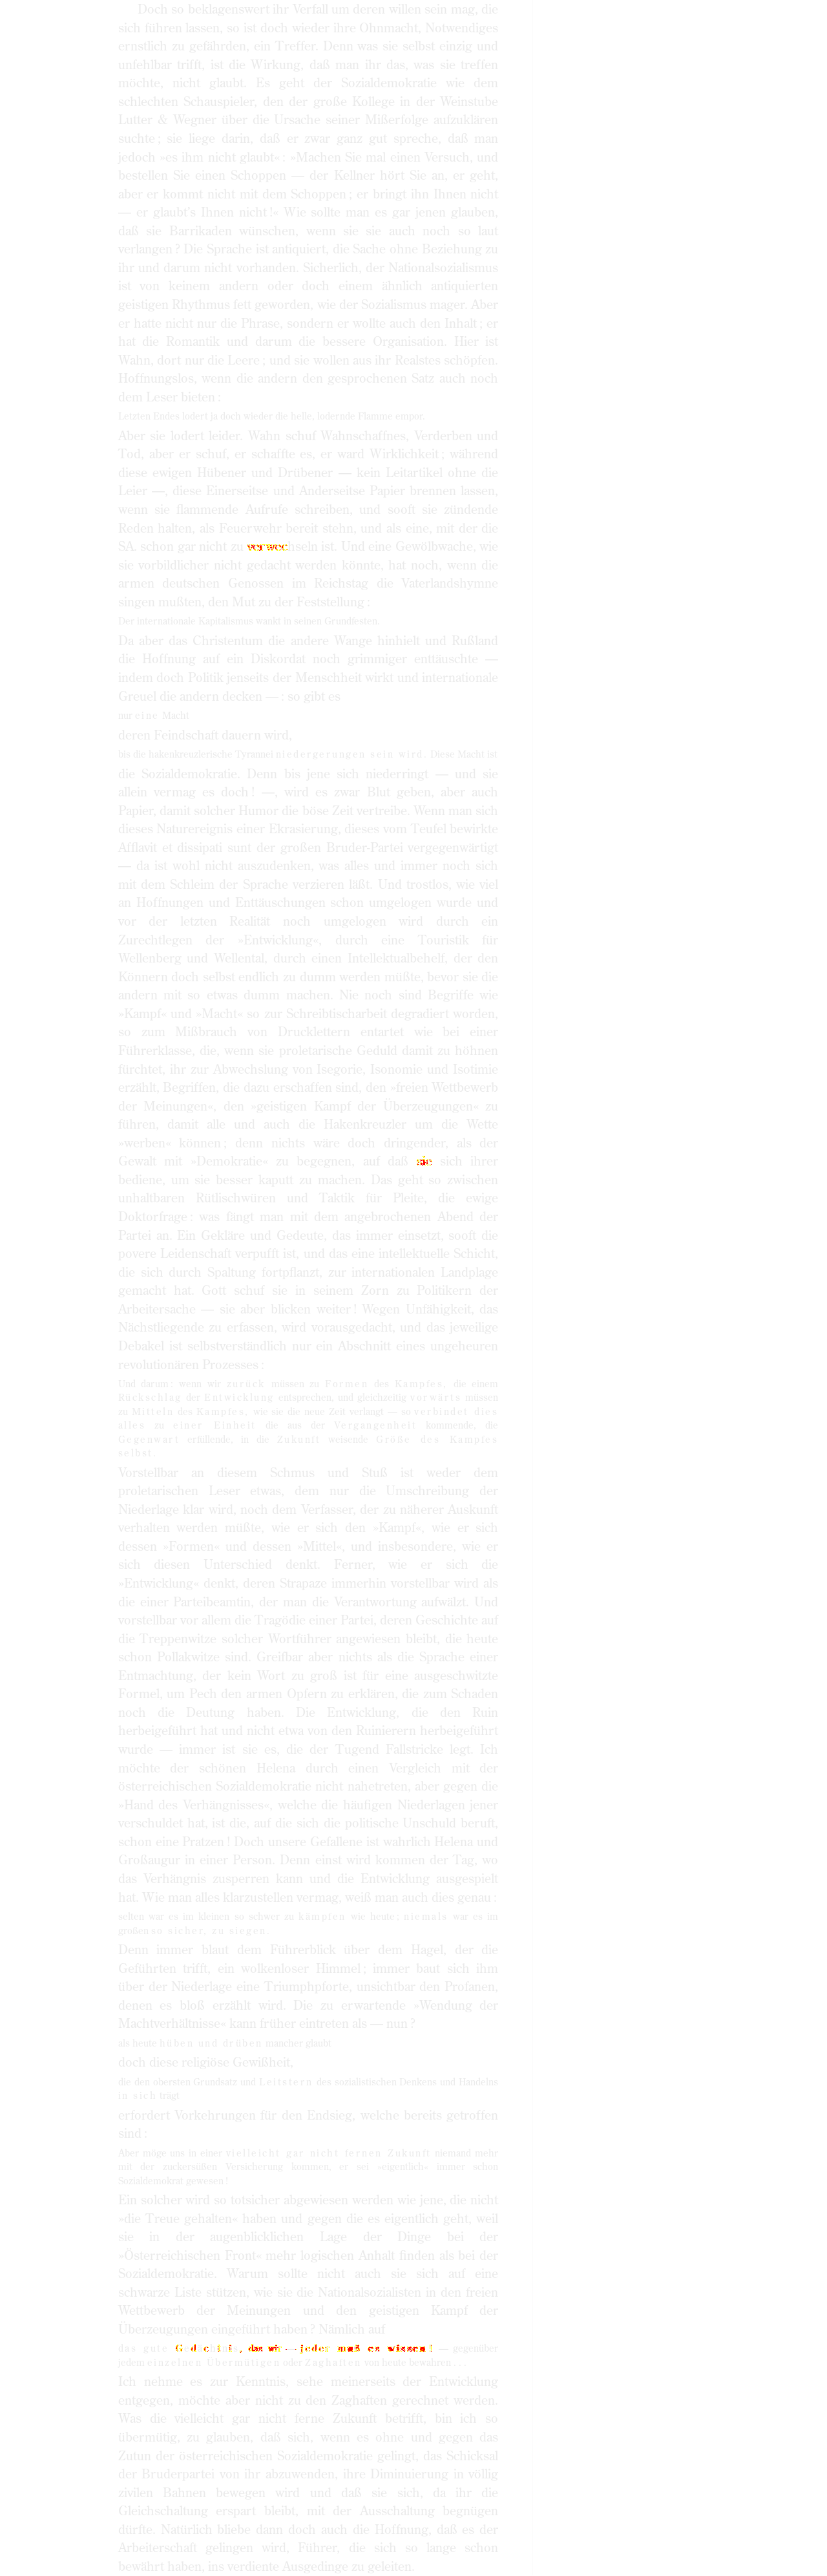 Doch so beklagenswert ihr Verfall um deren willen sein mag, die
sich führen lassen, so ist doch wieder ihre Ohnmacht, Notwendiges
ernstlich zu gefährden, ein Treffer. Denn was sie selbst einzig und
unfehlbar trifft, ist die Wirkung, daß man ihr das, was sie treffen
möchte, nicht glaubt. Es geht der Sozialdemokratie wie dem
schlechten Schauspieler, den der große Kollege in der Weinstube
Lutter & Wegner über die Ursache seiner Mißerfolge aufzuklären
suchte ; sie liege darin, daß er zwar ganz gut spreche, daß man
jedoch »es ihm nicht glaubt« : »Machen Sie mal einen Versuch, und
bestellen Sie einen Schoppen — der Kellner hört Sie an, er geht,
aber er kommt nicht mit dem Schoppen ; er bringt ihn Ihnen nicht
— er glaubt's Ihnen nicht !« Wie sollte man es gar jenen glauben,
daß sie Barrikaden wünschen, wenn sie sie auch noch so laut
verlangen ? Die Sprache ist antiquiert, die Sache ohne Beziehung zu
ihr und darum nicht vorhanden. Sicherlich, der Nationalsozialismus
ist von keinem andern oder doch einem ähnlich antiquierten
geistigen Rhythmus fett geworden, wie der Sozialismus mager. Aber
er hatte nicht nur die Phrase, sondern er wollte auch den Inhalt ; er
hat die Romantik und darum die bessere Organisation. Hier ist
Wahn, dort nur die Leere ; und sie wollen aus ihr Realstes schöpfen.
Hoffnungslos, wenn die andern den gesprochenen Satz auch noch
dem Leser bieten :
Letzten Endes lodert ja doch wieder die helle, lodernde Flamme empor.
Aber sie lodert leider. Wahn schuf Wahnschaffnes, Verderben und
Tod, aber er schuf, er schaffte es, er ward Wirklichkeit ; während
diese ewigen Hübener und Drübener — kein Leitartikel ohne die
Leier —, diese Einerseitse und Anderseitse Papier brennen lassen,
wenn sie flammende Aufrufe schreiben, und sooft sie zündende
Reden halten, als Feuerwehr bereit stehn, und als eine, mit der die
SA. schon gar nicht zu verwechseln ist. Und eine Gewölbwache, wie
sie vorbildlicher nicht gedacht werden könnte, hat noch, wenn die
armen deutschen Genossen im Reichstag die Vaterlandshymne
singen mußten, den Mut zu der Feststellung :
Der internationale Kapitalismus wankt in seinen Grundfesten.
Da aber das Christentum die andere Wange hinhielt und Rußland
die Hoffnung auf ein Diskordat noch grimmiger enttäuschte —
indem doch Politik jenseits der Menschheit wirkt und internationale
Greuel die andern decken — : so gibt es
nur eine Macht
deren Feindschaft dauern wird,
bis die hakenkreuzlerische Tyrannei niedergerungen sein wird. Diese Macht ist
die Sozialdemokratie. Denn bis jene sich niederringt — und sie
allein vermag es doch ! —, wird es zwar Blut geben, aber auch
Papier, damit solcher Humor die böse Zeit vertreibe. Wenn man sich
dieses Naturereignis einer Ekrasierung, dieses vom Teufel bewirkte
Afflavit et dissipati sunt der großen Bruder-Partei vergegenwärtigt
— da ist wohl nicht auszudenken, was alles und immer noch sich
mit dem Schleim der Sprache verzieren läßt. Und trostlos, wie viel
an Hoffnungen und Enttäuschungen schon umgelogen wurde und
vor der letzten Realität noch umgelogen wird durch ein
Zurechtlegen der »Entwicklung«, durch eine Touristik für
Wellenberg und Wellental, durch einen Intellektualbehelf, der den
Könnern doch selbst endlich zu dumm werden müßte, bevor sie die
andern mit so etwas dumm machen. Nie noch sind Begriffe wie
»Kampf« und »Macht« so zur Schreibtischarbeit degradiert worden,
so zum Mißbrauch von Drucklettern entartet wie bei einer
Führerklasse, die, wenn sie proletarische Geduld damit zu höhnen
fürchtet, ihr zur Abwechslung von Isegorie, Isonomie und Isotimie
erzählt, Begriffen, die dazu erschaffen sind, den »freien Wettbewerb
der Meinungen«, den »geistigen Kampf der Überzeugungen« zu
führen, damit alle und auch die Hakenkreuzler um die Wette
»werben« können ; denn nichts wäre doch dringender, als der
Gewalt mit »Demokratie« zu begegnen, auf daß sie sich ihrer
bediene, um sie besser kaputt zu machen. Das geht so zwischen
unhaltbaren Rütlischwüren und Taktik für Pleite, die ewige
Doktorfrage : was fängt man mit dem angebrochenen Abend der
Partei an. Ein Gekläre und Gedeute, das immer einsetzt, sooft die
povere Leidenschaft verpufft ist, und das eine intellektuelle Schicht,
die sich durch Spaltung fortpflanzt, zur internationalen Landplage
gemacht hat. Gott schuf sie in seinem Zorn zu Politikern der
Arbeitersache — sie aber blicken weiter ! Wegen Unfähigkeit, das
Nächstliegende zu erfassen, wird vorausgedacht, und das jeweilige
Debakel ist selbstverständlich nur ein Abschnitt eines ungeheuren
revolutionären Prozesses :
Und darum : wenn wir zurück müssen zu Formen des Kampfes, die einem
Rückschlag der Entwicklung entsprechen, und gleichzeitig vorwärts müssen
zu Mitteln des Kampfes, wie sie die neue Zeit verlangt — so verbindet dies
alles zu einer Einheit die aus der Vergangenheit kommende, die
Gegenwart erfüllende, in die Zukunft weisende Größe des Kampfes
selbst.
Vorstellbar an diesem Schmus und Stuß ist weder dem
proletarischen Leser etwas, dem nur die Umschreibung der
Niederlage klar wird, noch dem Verfasser, der zu näherer Auskunft
verhalten werden müßte, wie er sich den »Kampf«, wie er sich
dessen »Formen« und dessen »Mittel«, und insbesondere, wie er
sich diesen Unterschied denkt. Ferner, wie er sich die
»Entwicklung« denkt, deren Strapaze immerhin vorstellbar wird als
die einer Parteibeamtin, der man die Verantwortung aufwälzt. Und
vorstellbar vor allem die Tragödie einer Partei, deren Geschichte auf
die Treppenwitze solcher Wortführer angewiesen bleibt, die heute
schon Pollakwitze sind. Greifbar aber nichts als die Sprache einer
Entmachtung, der kein Wort zu groß ist für eine ausgeschwitzte
Formel, um Pech den armen Opfern zu erklären, die zum Schaden
noch die Deutung haben. Die Entwicklung, die den Ruin
herbeigeführt hat und nicht etwa von den Ruinierern herbeigeführt
wurde — immer ist sie es, die der Tugend Fallstricke legt. Ich
möchte der schönen Helena durch einen Vergleich mit der
österreichischen Sozialdemokratie nicht nahetreten, aber gegen die
»Hand des Verhängnisses«, welche die häufigen Niederlagen jener
verschuldet hat, ist die, auf die sich die politische Unschuld beruft,
schon eine Pratzen ! Doch unsere Gefallene ist wahrlich Helena und
Großaugur in einer Person. Denn einst wird kommen der Tag, wo
das Verhängnis zusperren kann und die Entwicklung ausgespielt
hat. Wie man alles klarzustellen vermag, weiß man auch dies genau :
selten war es im kleinen so schwer zu kämpfen wie heute : niemals war es im
großen so sicher, zu siegen.
Denn immer blaut dem Führerblick über dem Hagel, der die
Geführten trifft, ein wolkenloser Himmel ; immer baut sich ihm
über der Niederlage eine Triumphpforte, unsichtbar den Profanen,
denen es bloß erzählt wird. Die zu erwartende »Wendung der
Machtverhältnisse« kann früher eintreten als — nun ?
als heute hüben und drüben mancher glaubt
doch diese religiöse Gewißheit,
die den obersten Grundsatz und Leitstern des sozialistischen Denkens und Handelns
in sich trägt
erfordert Vorkehrungen für den Endsieg, welche bereits getroffen
sind :
Aber möge uns in einer vielleicht gar nicht fernen Zukunft niemand mehr
mit der zuckersüßen Versicherung kommen, er sei »eigentlich« immer schon
Sozialdemokrat gewesen !
Ein solcher wird so totsicher abgewiesen werden wie jene, die nicht
»die Treue gehalten« haben und gegen die es eigentlich geht, weil
sie in der augenblicklichen Lage der Dinge bei der
»Österreichischen Front« mehr logischen Anhalt finden als bei der
Sozialdemokratie. Warum sollte nicht auch sie sich auf eine
schwarze Liste stützen, wie sie die Nationalsozialisten in den freien
Wettbewerb der Meinungen und den geistigen Kampf der
Überzeugungen eingeführt haben ? Nämlich auf
das gute Gedächtnis, das wir — jeder muß es wissen ! — gegenüber
jedem einzelnen Übermütigen oder Zaghaften von heute bewahren . . .
Ich nehme es zur Kenntnis, sehe meinerseits der Entwicklung
entgegen, möchte aber nicht zu den Zaghaften gerechnet werden.
Was die vielleicht gar nicht ferne Zukunft betrifft, bin ich so
übermütig, zu glauben, daß sich, wenn es ohne und gegen das
Zutun der österreichischen Sozialdemokratie gelingt, das Schicksal
der Bruderpartei von ihr abzuwenden, ihre Diminuierung in völlig
zivilen Bahnen bewegen wird und daß sie sich, da ihr die
Gleichschaltung erspart bleibt, mit der Ausschaltung begnügen
dürfte. Natürlich bliebe dann doch auch die Hoffnung, daß es der
Arbeiterschaft gelingen wird, Führer, die sich so lange schon
bewährt haben, ins verdiente Ausgedinge zu geleiten.